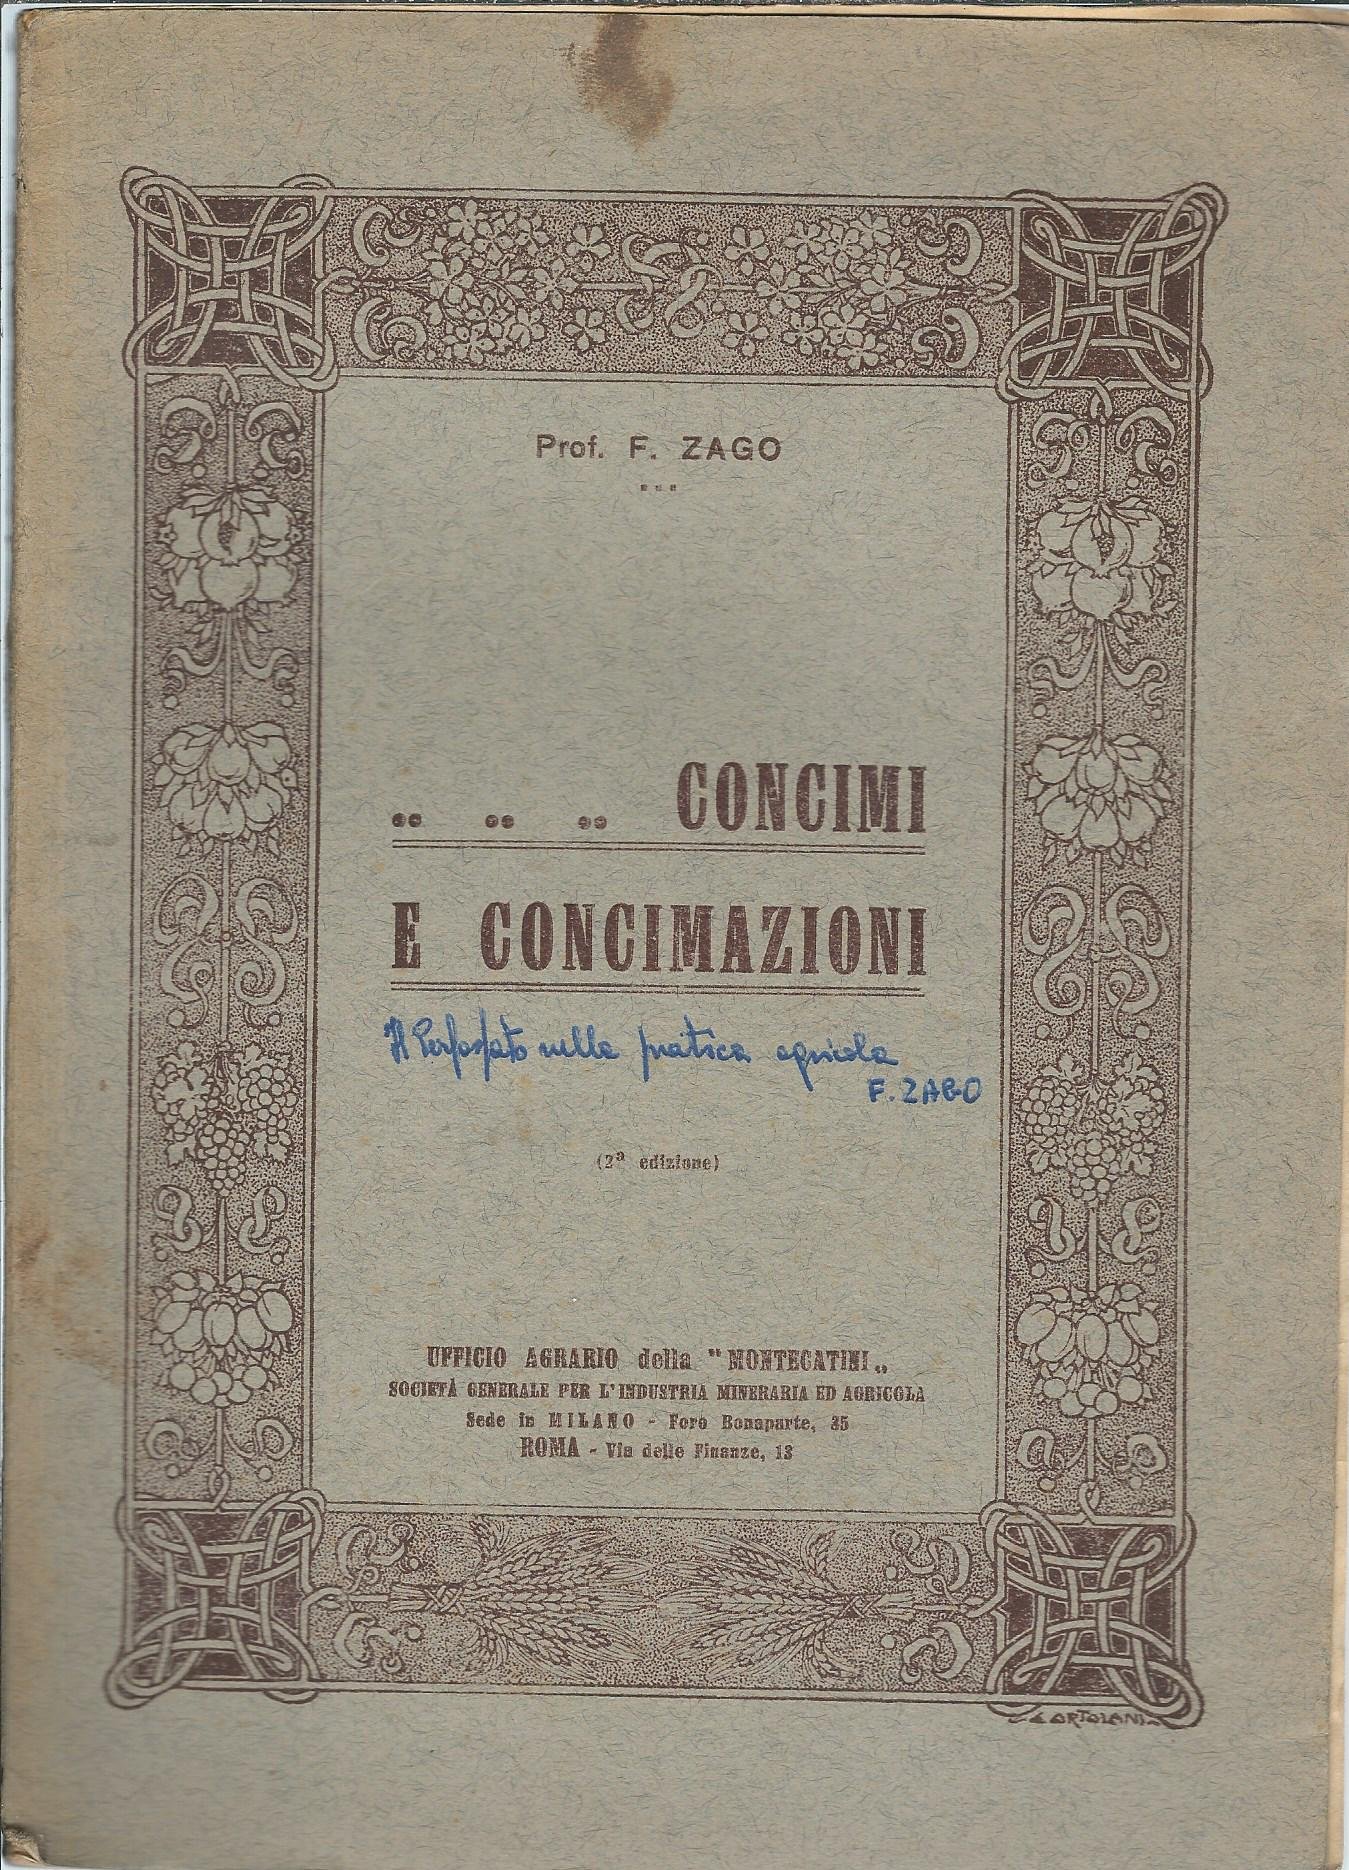 Prof. F. ZAGO
CONCIMI
E CONCIMAZIONI
Il Perfosfato nella pratica agricola
F. ZAGO
(2ª edizione)
UFFICIO AGRARIO della "MONTECATINI„
SOCIETÀ GENERALE PER L'INDUSTRIA MINERARIA ED AGRICOLA
Sede in MILANO - Foro Bonaparte, 35
ROMA - Via delle Finanze, 13
ORTOLANI